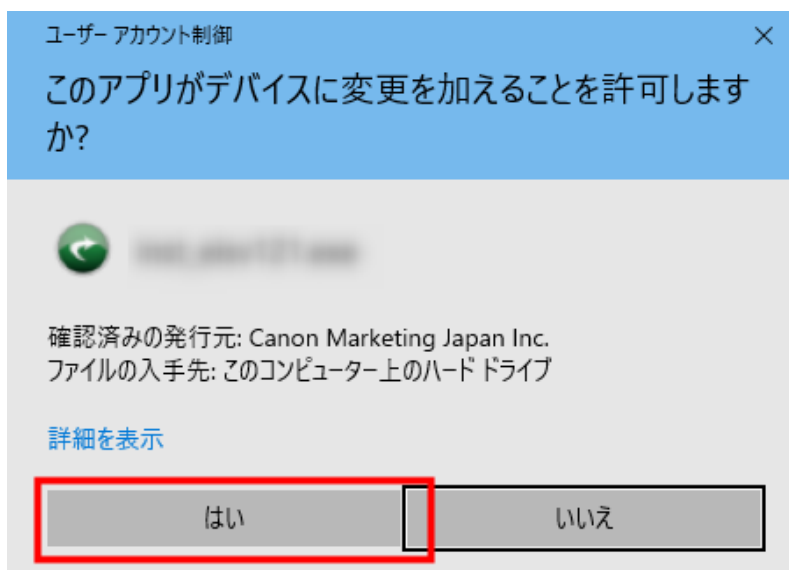 ユーザー アカウント制御
このアプリがデバイスに変更を加えることを許可します
か?
確認済みの発行元: Canon Marketing Japan Inc.
ファイルの入手先: このコンピューター上のハード ドライブ
詳細を表示
はい
いいえ